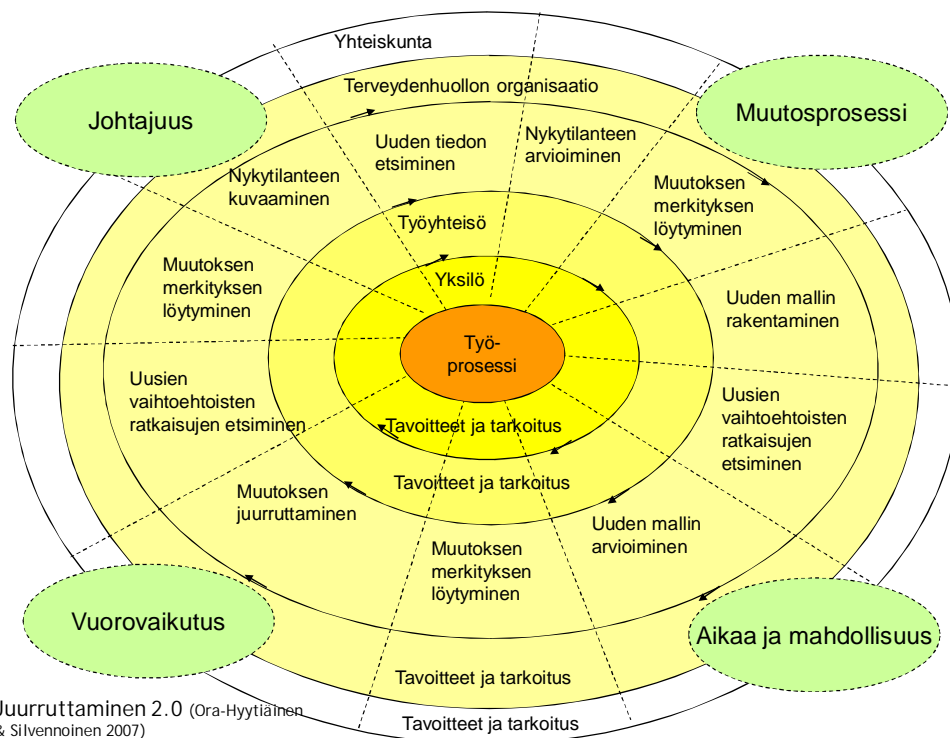 Yhteiskunta
Terveydenhuollon organisaatio
Johtajuus
Muutosprosessi
Uuden tiedon
etsiminen
Nykytilanteen
arvioiminen
Nykytilanteen
kuvaaminen
Muutoksen
merkityksen
löytyminen
Työyhteisö
Yksilö
Muutoksen
merkityksen
löytyminen
Uuden mallin
rakentaminen
Työ-
prosessi
Uusien
vaihtoehtoisten
ratkaisujen etsiminen
Uusien
vaihtoehtoisten
ratkaisujen
etsiminen
Tavoitteet ja tarkoitus
Tavoitteet ja tarkoitus
Muutoksen
juurruttaminen
Uuden mallin
arvioiminen
Muutoksen
merkityksen
löytyminen
Vuorovaikutus
Aikaa ja mahdollisuus
Tavoitteet ja tarkoitus
Tavoitteet ja tarkoitus
Juurruttaminen 2.0 (Ora-Hyytiäinen
& Silvennoinen 2007)